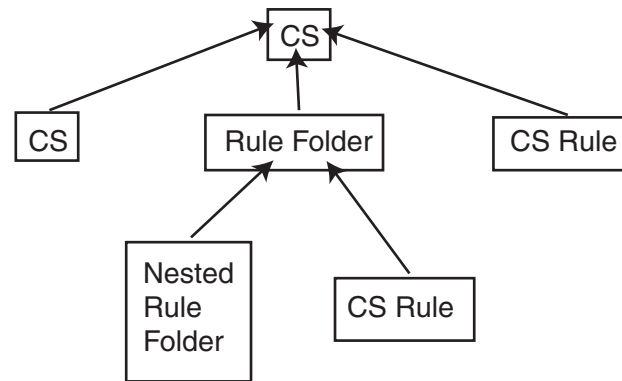 CS
CS
Rule Folder
CS Rule
Nested
Rule
Folder
CS Rule